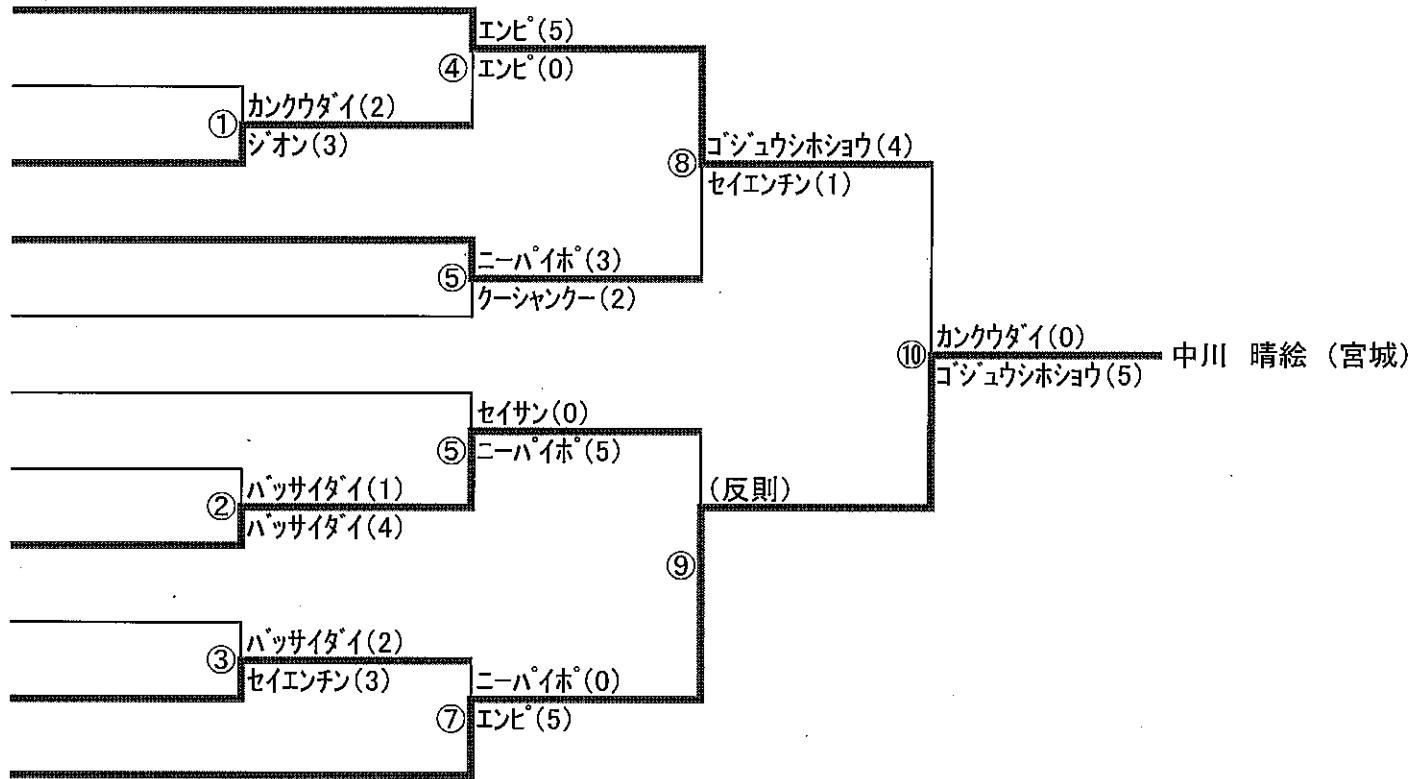 エンピ(5)
④
エンピ(0)
カンクウダイ(2)
①
ジオン(3)
ゴジュウシホショウ(4)
⑧
セイエンチン(1)
ニーパイポ(3)
⑤
クーシャンクー(2)
カンクウダイ(0)
⑩
中川 晴絵 (宮城)
ゴジュウシホショウ(5)
セイサン(0)
⑤
ニーパイポ(5)
バッサイダイ(1)
(反則)
②
バッサイダイ(4)
⑨
バッサイダイ(2)
③
セイエンチン(3)
ニーパイポ(0)
⑦
エンピ(5)